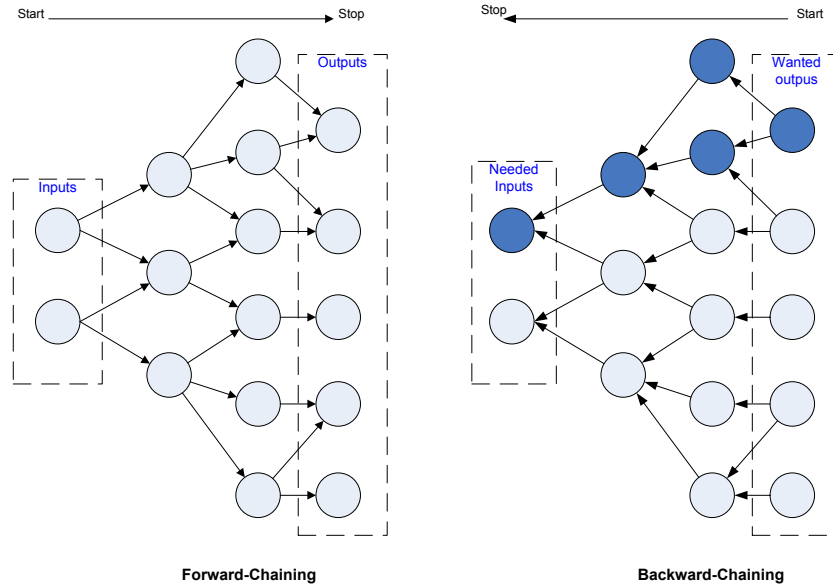 Start
Stop
Outputs
Inputs
Forward-Chaining
Stop
Start
Wanted
outpus
Needed
Inputs
Backward-Chaining